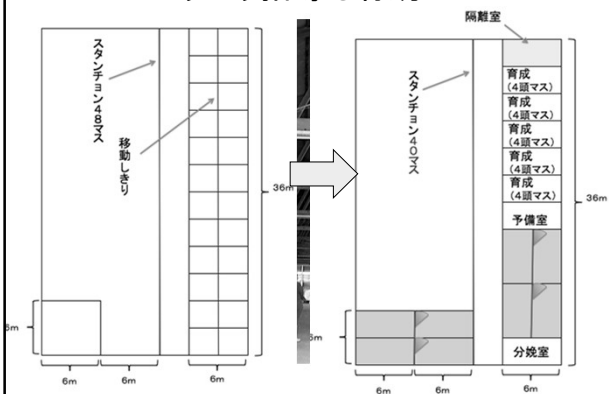 スタンチョン48マス
移動しきり
36m
6m
6m
6m
隔離室
スタンチョン40マス
育成
(4頭マス)
育成
(4頭マス)
育成
(4頭マス)
育成
(4頭マス)
育成
(4頭マス)
予備室
分娩室
36m
6m
6m
6m